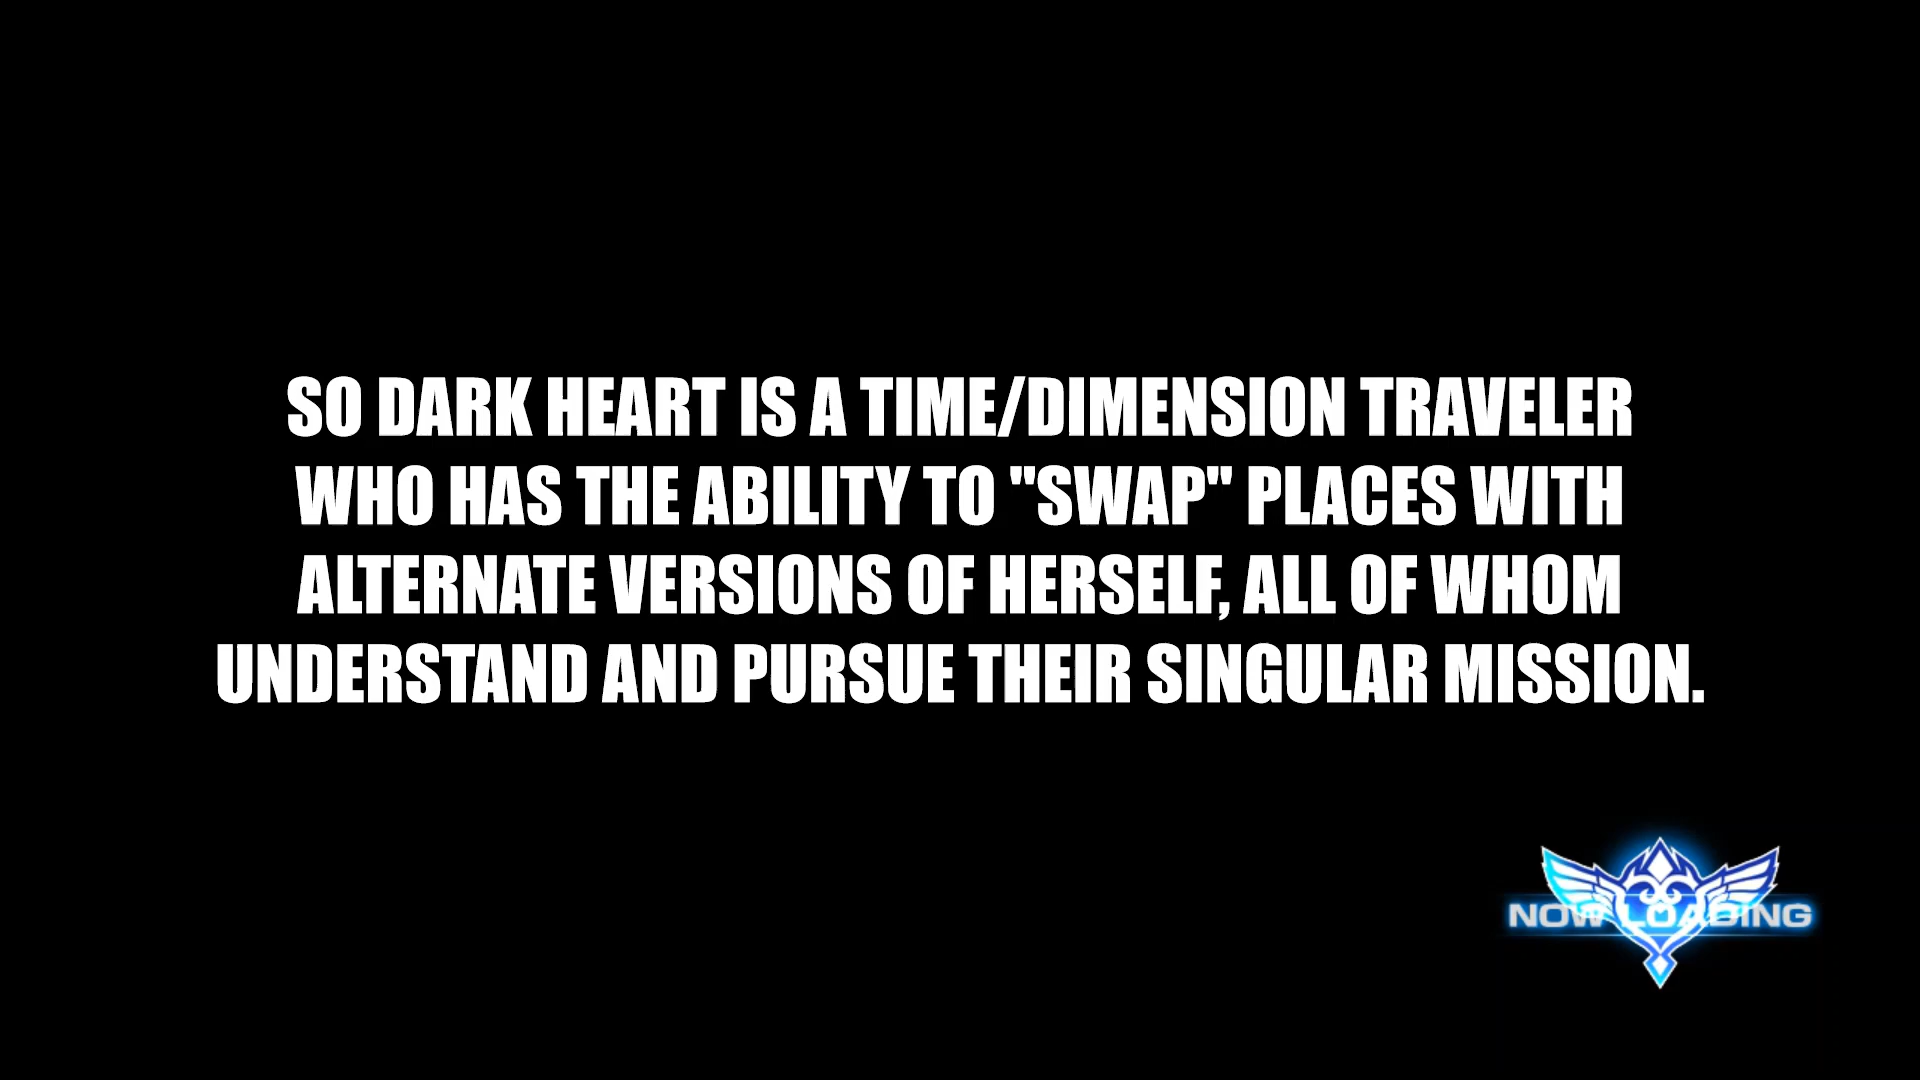 SO DARK HEART IS A TIME/DIMENSION TRAVELER
WHO HAS THE ABILITY TO "SWAP" PLACES WITH
ALTERNATE VERSIONS OF HERSELF, ALL OF WHOM
UNDERSTAND AND PURSUE THEIR SINGULAR MISSION.
NOW LOADING